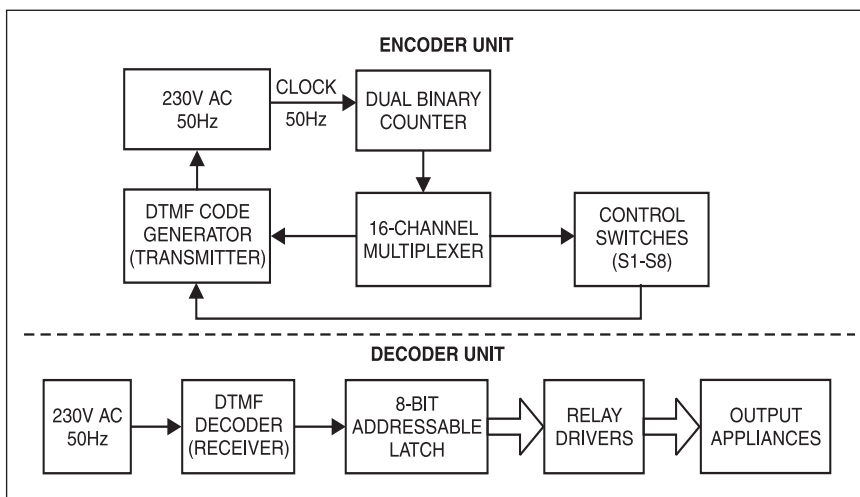 ENCODER UNIT
230V AC
50Hz
CLOCK
50Hz
DUAL BINARY
COUNTER
DTMF CODE
GENERATOR
(TRANSMITTER)
16-CHANNEL
MULTIPLEXER
CONTROL
SWITCHES
(S1-S8)
DECODER UNIT
230V AC
50Hz
DTMF
DECODER
(RECEIVER)
8-BIT
ADDRESSABLE
LATCH
RELAY
DRIVERS
OUTPUT
APPLIANCES